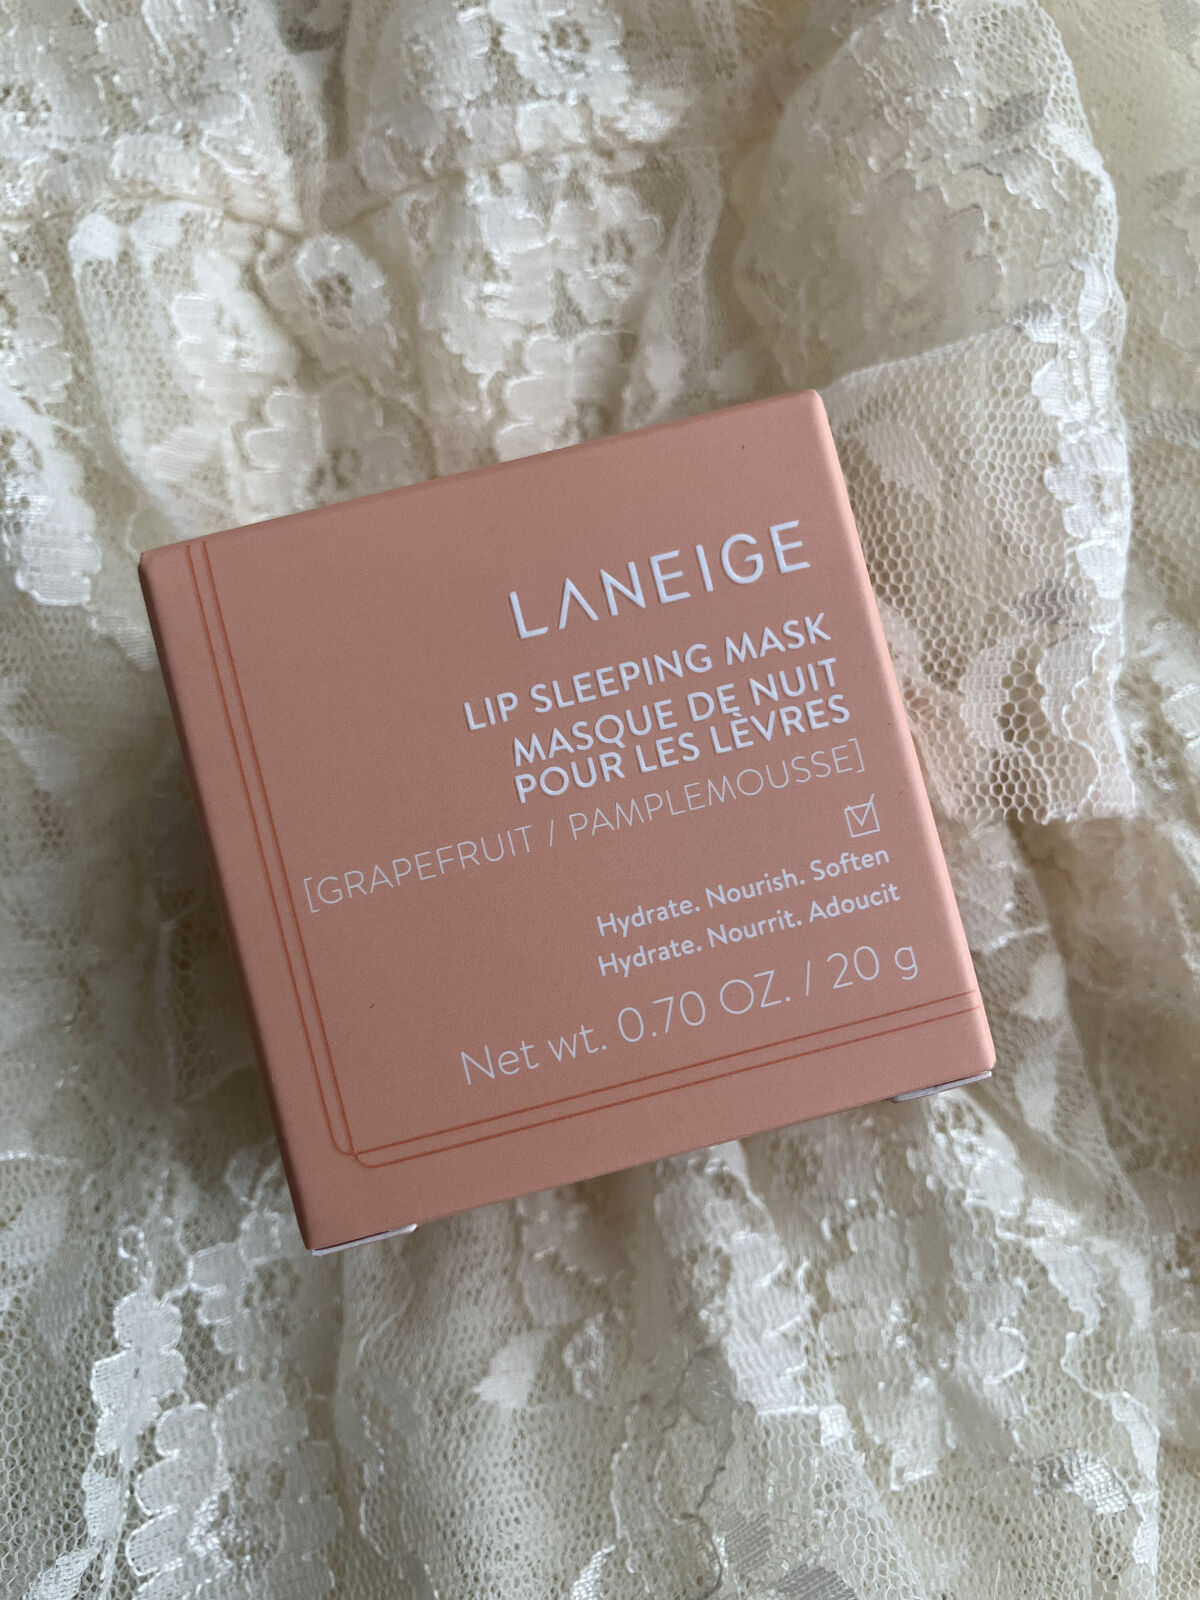 LANEIGE
LIP SLEEPING MASK
MASQUE DE NUIT
POUR LES LÈVRES
[GRAPEFRUIT / PAMPLEMOUSSE]
Hydrate. Nourish. Soften
Hydrate. Nourrit. Adoucit
Net wt. 0.70 OZ. / 20 g